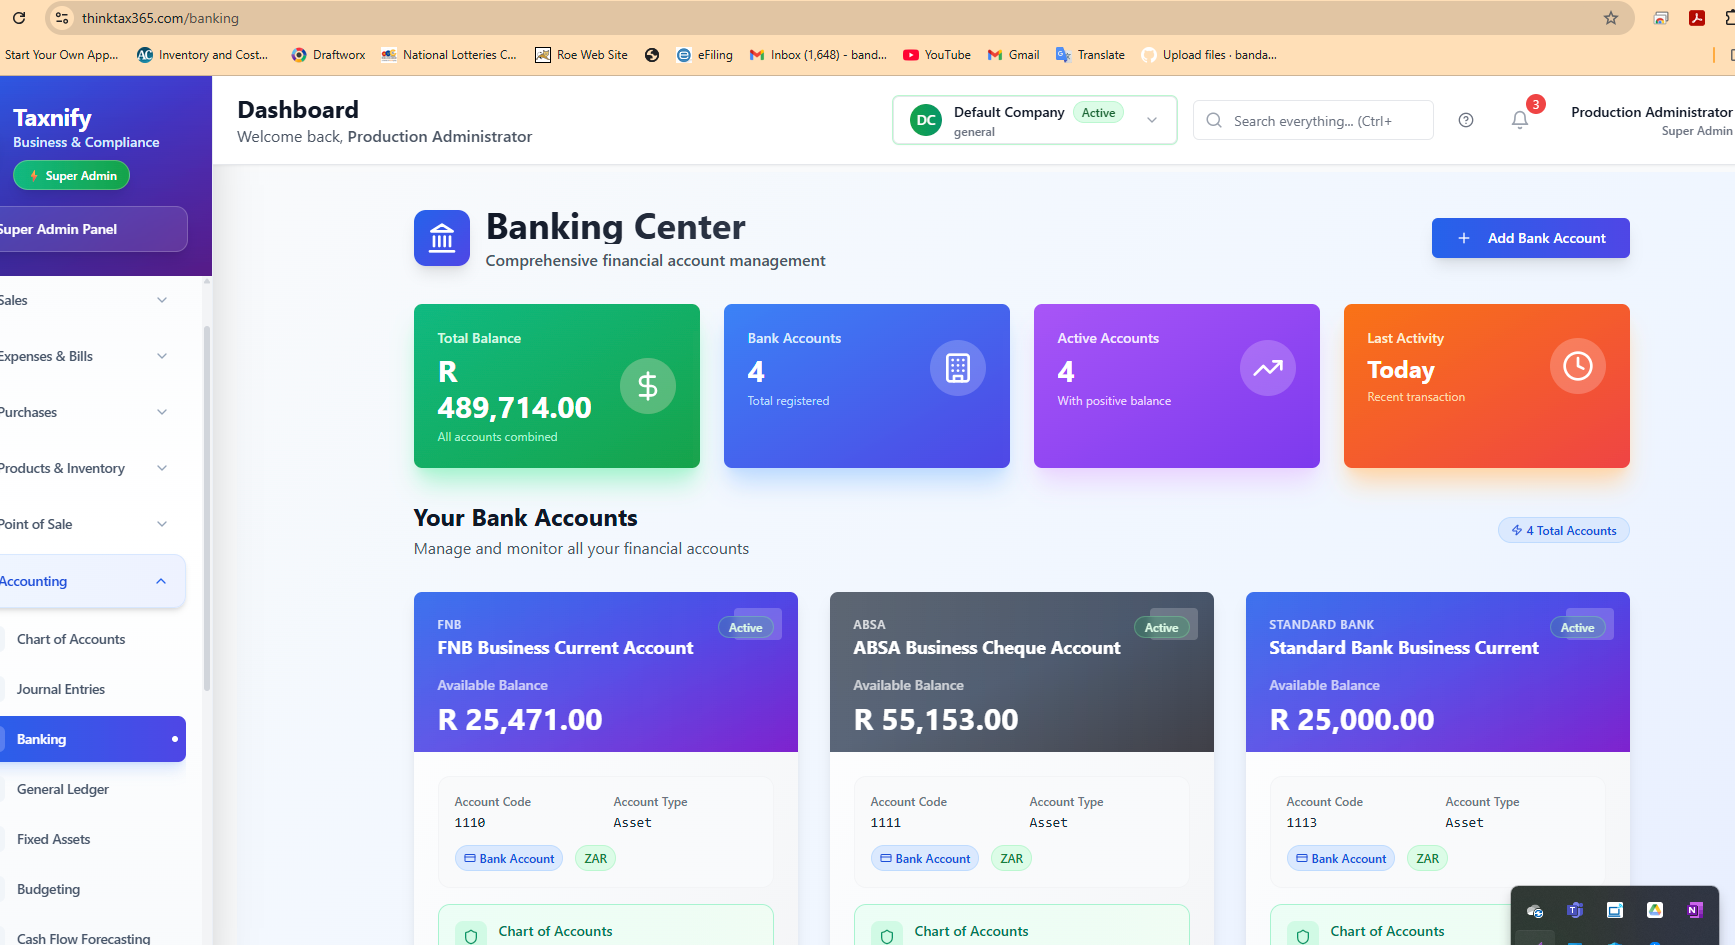 thinktax365.com/banking
Start Your Own App...
Inventory and Cost...
Draftworx
National Lotteries C...
Roe Web Site
eFiling
Inbox (1,648) - band...
YouTube
Gmail
Translate
Upload files · banda...
Taxnify
Business & Compliance
Super Admin
Super Admin Panel
Dashboard
Welcome back, Production Administrator
DC
Default Company
Active
general
Search everything... (Ctrl+
3
Production Administrator
Super Admin
Sales
Expenses & Bills
Purchases
Products & Inventory
Point of Sale
Accounting
Chart of Accounts
Journal Entries
Banking
General Ledger
Fixed Assets
Budgeting
Cash Flow Forecasting
Banking Center
Comprehensive financial account management
Add Bank Account
Total Balance
R
489,714.00
All accounts combined
Bank Accounts
4
Total registered
Active Accounts
4
With positive balance
Last Activity
Today
Recent transaction
Your Bank Accounts
Manage and monitor all your financial accounts
4 Total Accounts
FNB
Active
FNB Business Current Account
Available Balance
R 25,471.00
Account Code
Account Type
1110
Asset
Bank Account
ZAR
Chart of Accounts
ABSA
Active
ABSA Business Cheque Account
Available Balance
R 55,153.00
Account Code
Account Type
1111
Asset
Bank Account
ZAR
Chart of Accounts
STANDARD BANK
Active
Standard Bank Business Current
Available Balance
R 25,000.00
Account Code
Account Type
1113
Asset
Bank Account
ZAR
Chart of Accounts